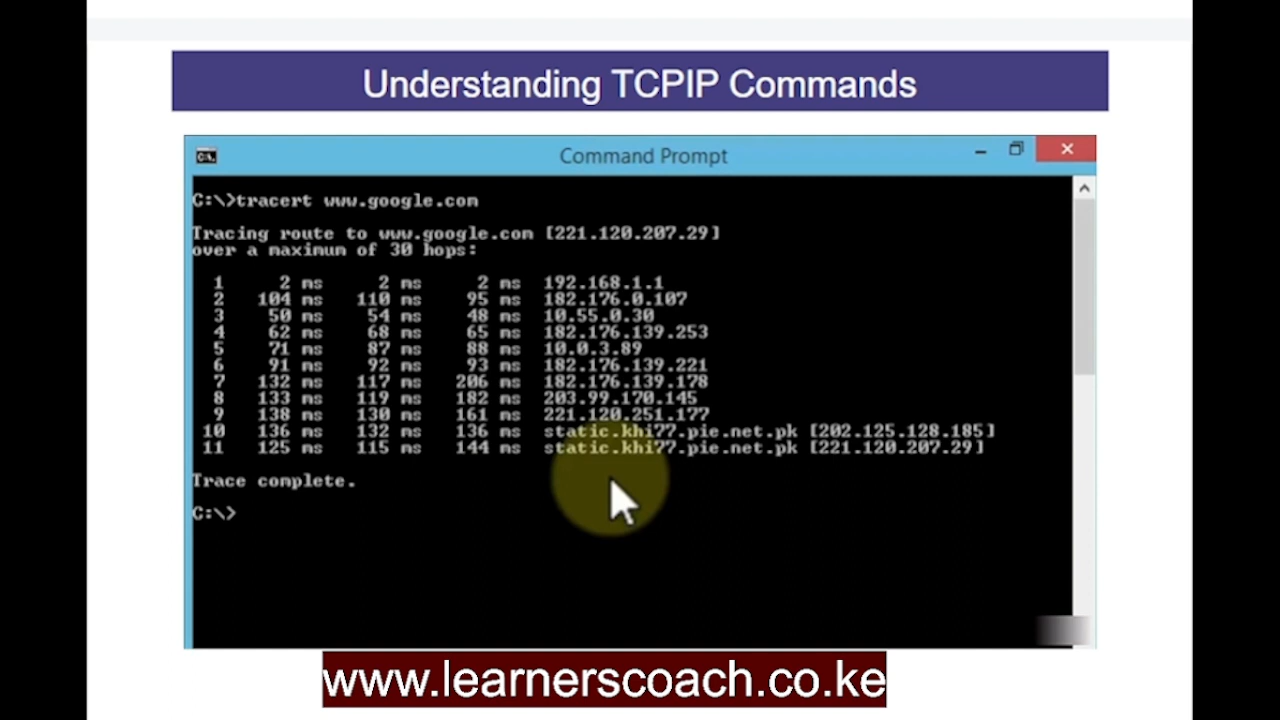 Understanding TCPIP Commands
Command Prompt
C:\>tracert www.google.com
Tracing route to www.google.com [221.120.207.29]
over a maximum of 30 hops:
1 2 ms 2 ms 2 ms 192.168.1.1
2 104 ms 110 ms 95 ms 182.176.0.107
3 50 ms 54 ms 48 ms 10.55.0.30
4 62 ms 68 ms 65 ms 182.176.139.253
5 71 ms 87 ms 88 ms 10.0.3.89
6 91 ms 92 ms 93 ms 182.176.139.221
7 132 ms 117 ms 206 ms 182.176.139.178
8 133 ms 119 ms 182 ms 203.99.170.145
9 138 ms 130 ms 161 ms 221.120.251.177
10 136 ms 132 ms 136 ms static.khi77.pie.net.pk [202.125.128.185]
11 125 ms 115 ms 144 ms static.khi77.pie.net.pk [221.120.207.29]
Trace complete.
C:\>
www.learnerscoach.co.ke